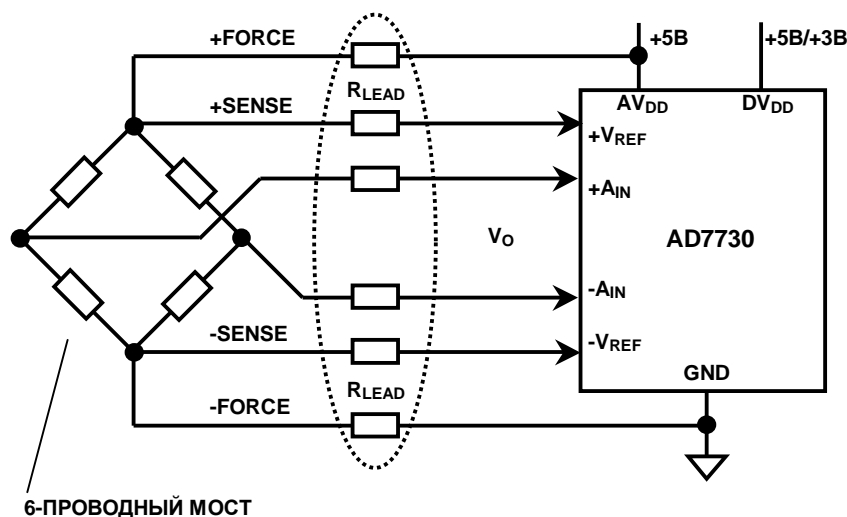 +FORCE
+5В
+5В/+3В
RLEAD
AVDD
DVDD
+SENSE
+VREF
+AIN
VO
AD7730
-AIN
-SENSE
-VREF
GND
RLEAD
-FORCE
6-ПРОВОДНЫЙ МОСТ